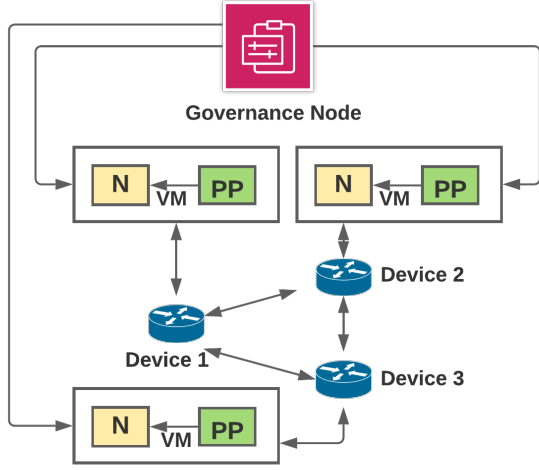 Governance Node
N
VM
PP
N
VM
PP
Device 2
Device 1
Device 3
N
VM
PP